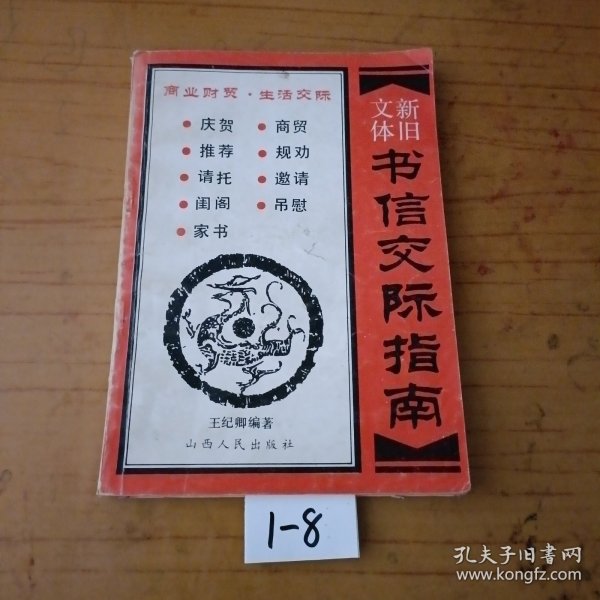 商业财贸·生活交际
庆贺 商贸
推荐 规劝
请托 邀请
闺阁 吊慰
家书
王纪卿编著
山西人民出版社
新旧
文体
书信交际指南
1-8
孔夫子旧书网
www.kongfz.com